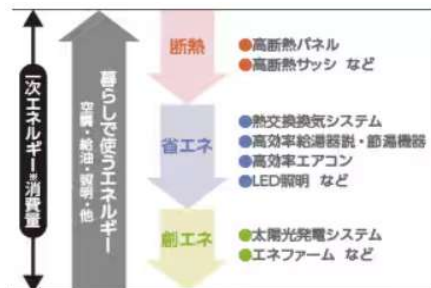 一次エネルギー※消費量
暮らしで使うエネルギー
空調・給油・照明・他
断熱
●高断熱パネル
●高断熱サッシ など
省エネ
●熱交換換気システム
●高効率給湯器説・節湯機器
●高効率エアコン
●LED照明 など
創エネ
●太陽光発電システム
●エネファーム など